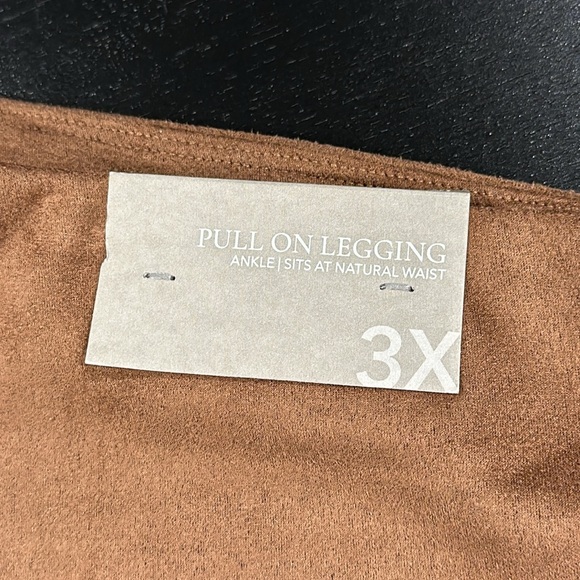 PULL ON LEGGING
ANKLE | SITS AT NATURAL WAIST
3X